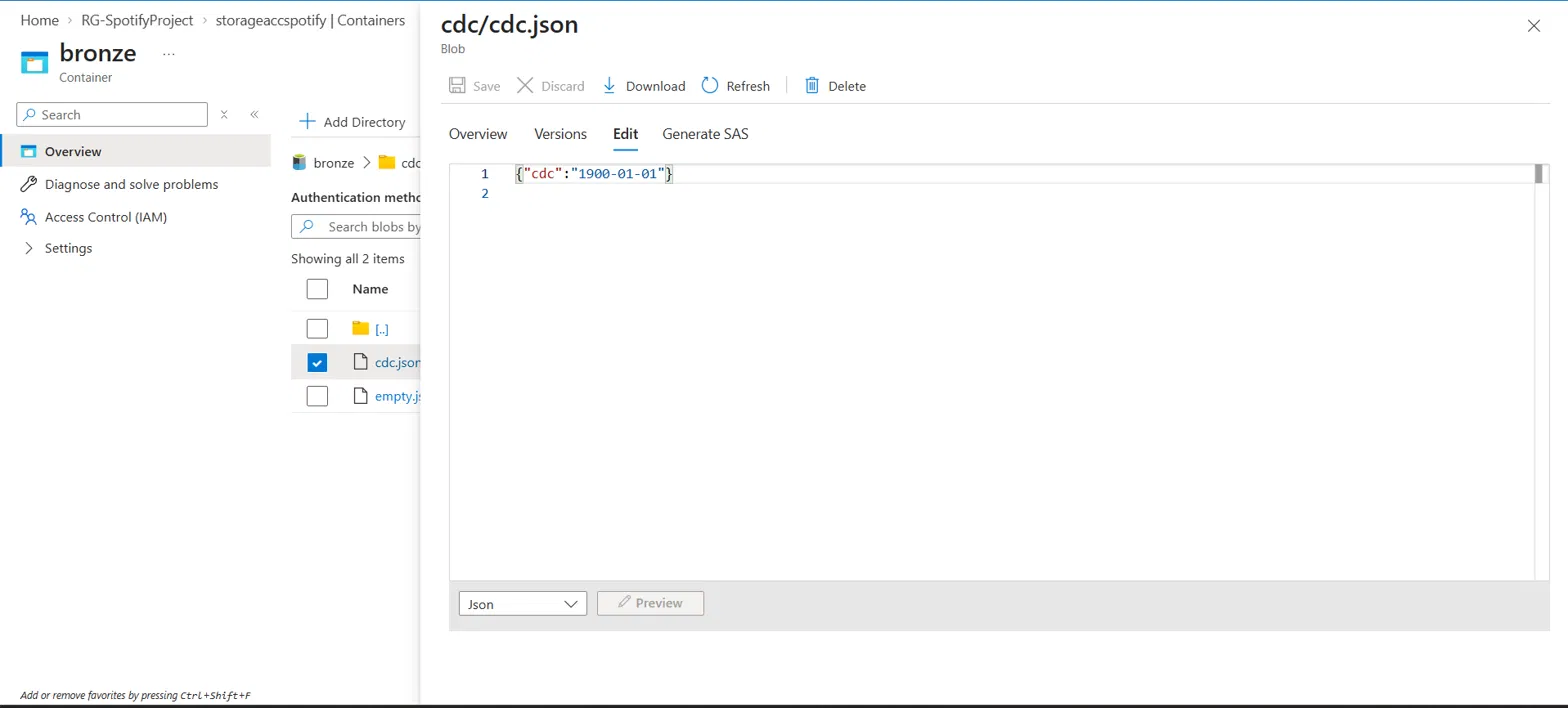 Home > RG-SpotifyProject > storageaccspotify | Containers
bronze ...
Container
Search
Overview
Diagnose and solve problems
Access Control (IAM)
Settings
Add or remove favorites by pressing Ctrl+Shift+F
Add Directory
bronze > cdc
Authentication metho
Search blobs by
Showing all 2 items
Name
[..]
cdc.json
empty.js
cdc/cdc.json
Blob
Save Discard Download Refresh Delete
Overview Versions Edit Generate SAS
1 {"cdc":"1900-01-01"}
2
Json Preview